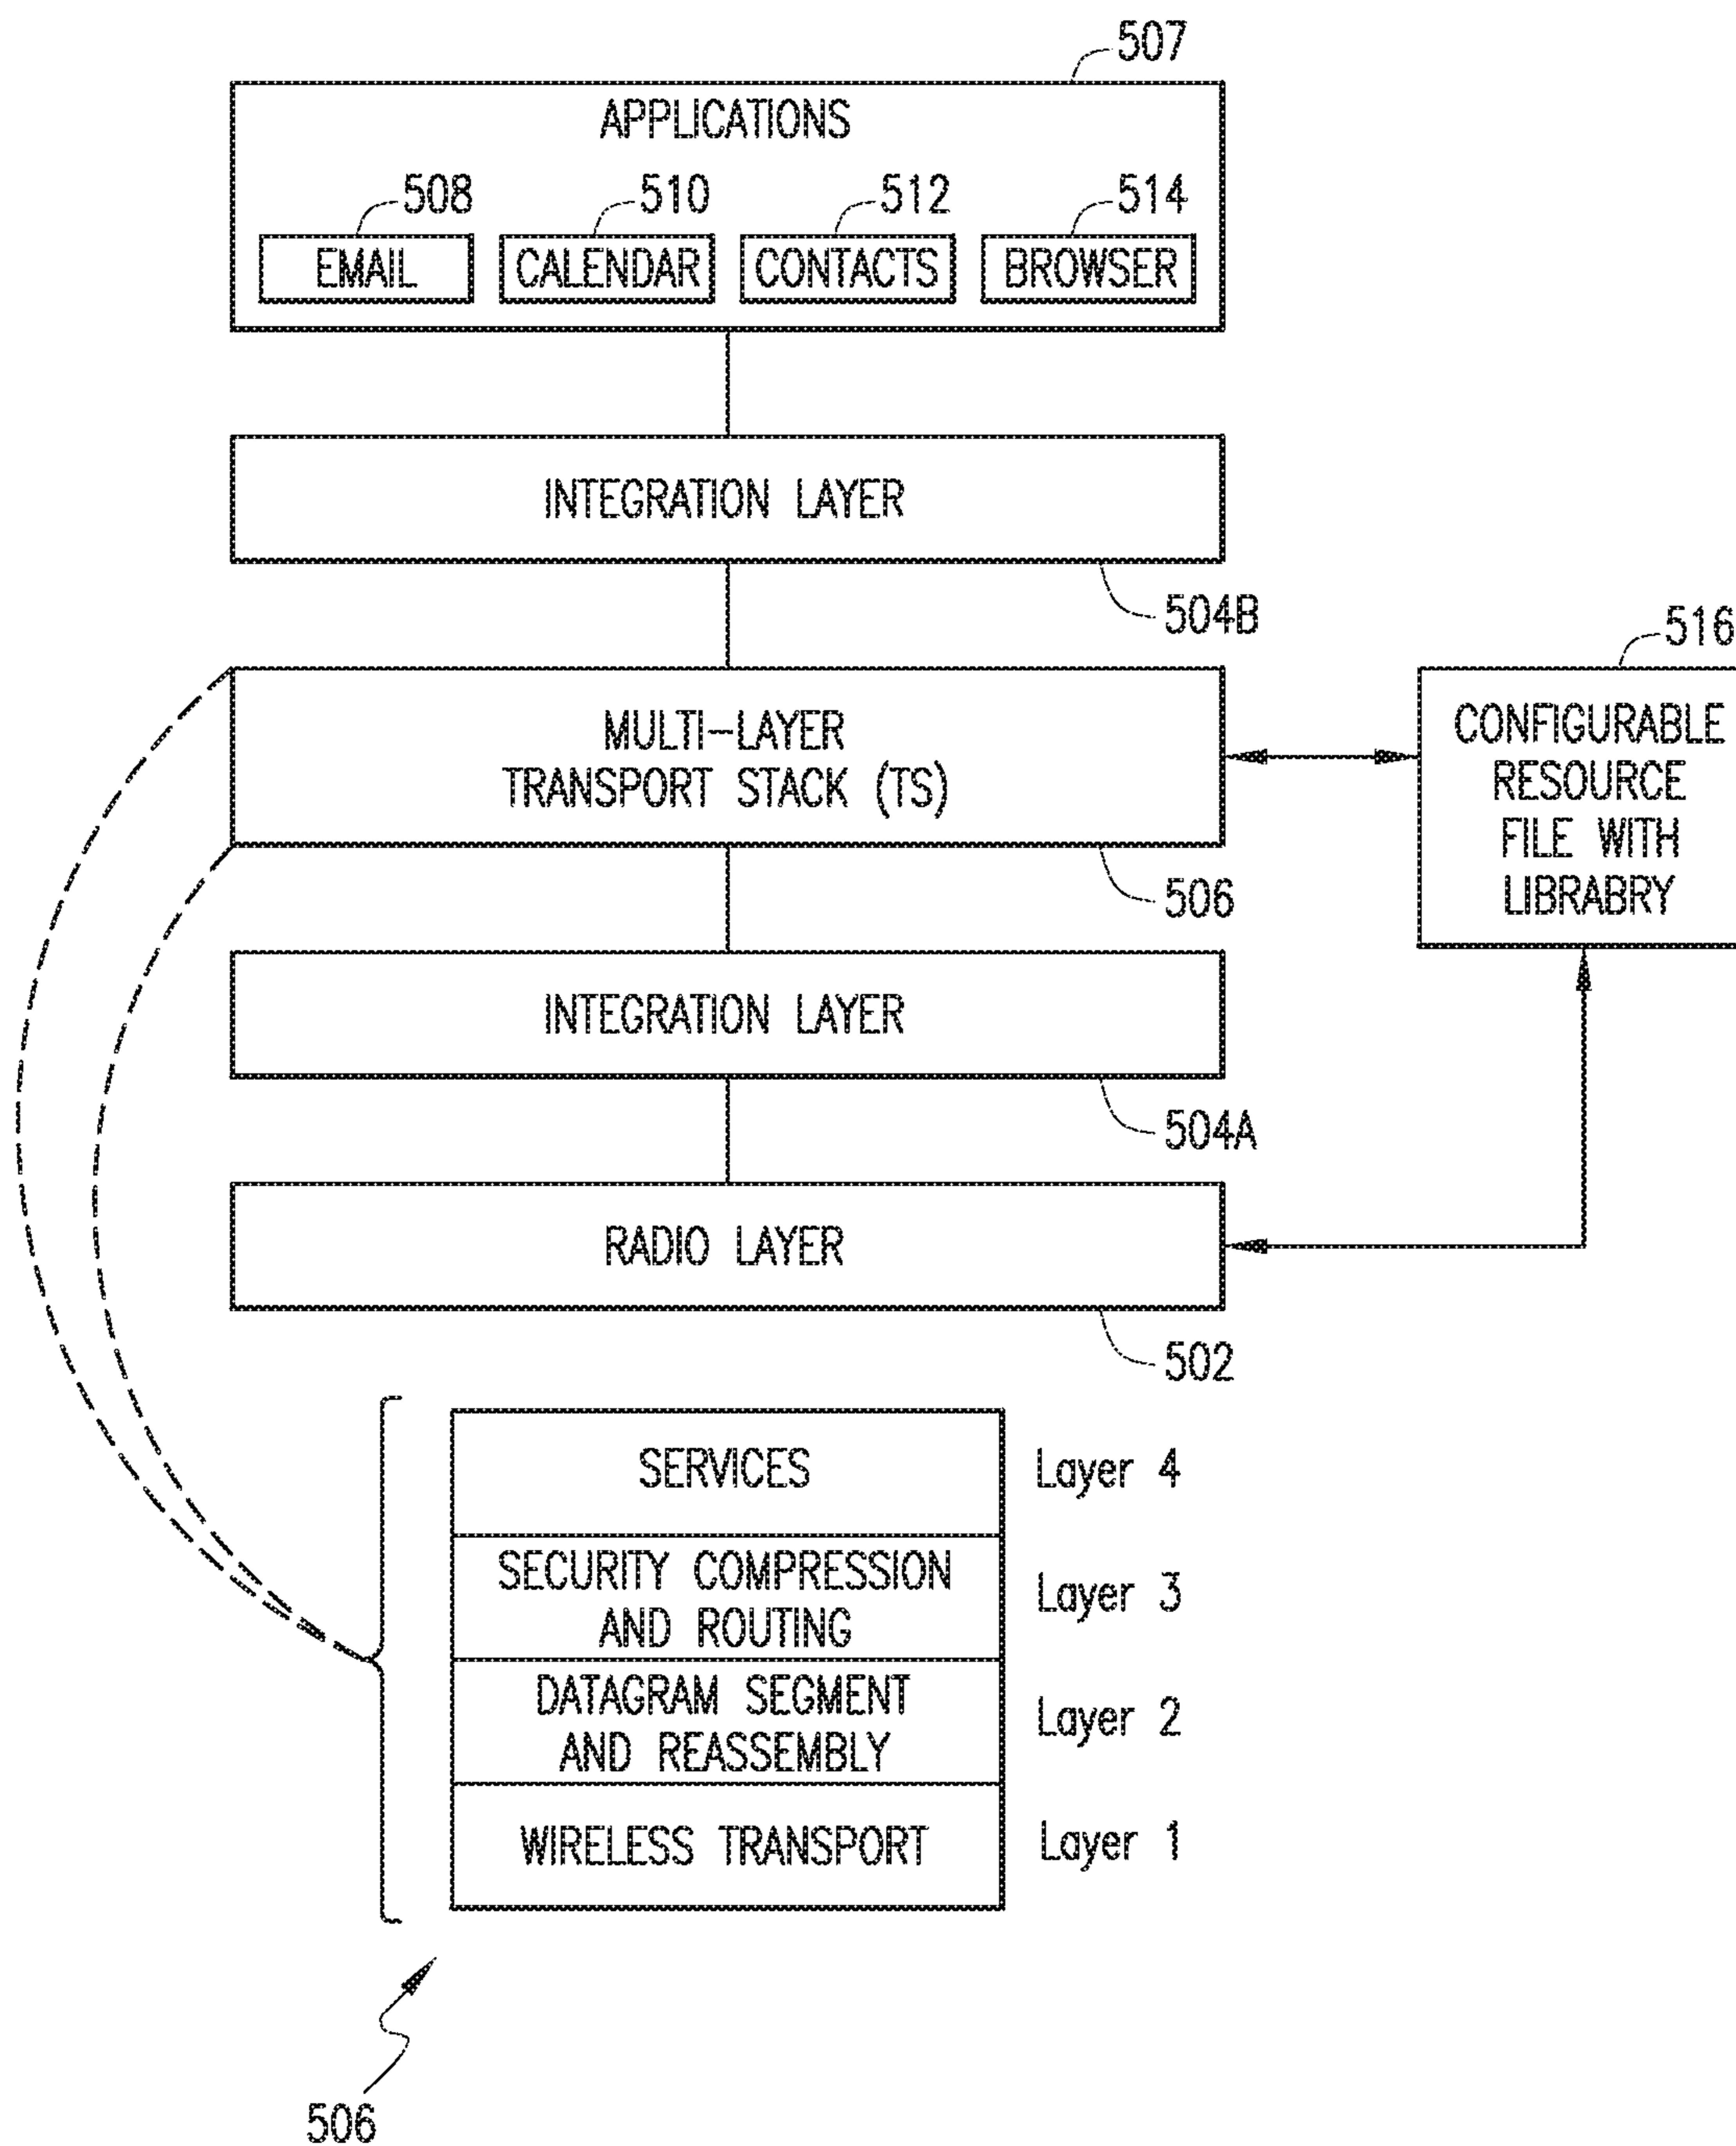 507
APPLICATIONS
508 510 512 514
EMAIL CALENDAR CONTACTS BROWSER
INTEGRATION LAYER
504B
516
MULTI-LAYER
TRANSPORT STACK (TS)
506
CONFIGURABLE
RESOURCE
FILE WITH
LIBRABRY
INTEGRATION LAYER
504A
RADIO LAYER
502
SERVICES Layer 4
SECURITY COMPRESSION
AND ROUTING
Layer 3
DATAGRAM SEGMENT
AND REASSEMBLY
Layer 2
WIRELESS TRANSPORT Layer 1
506